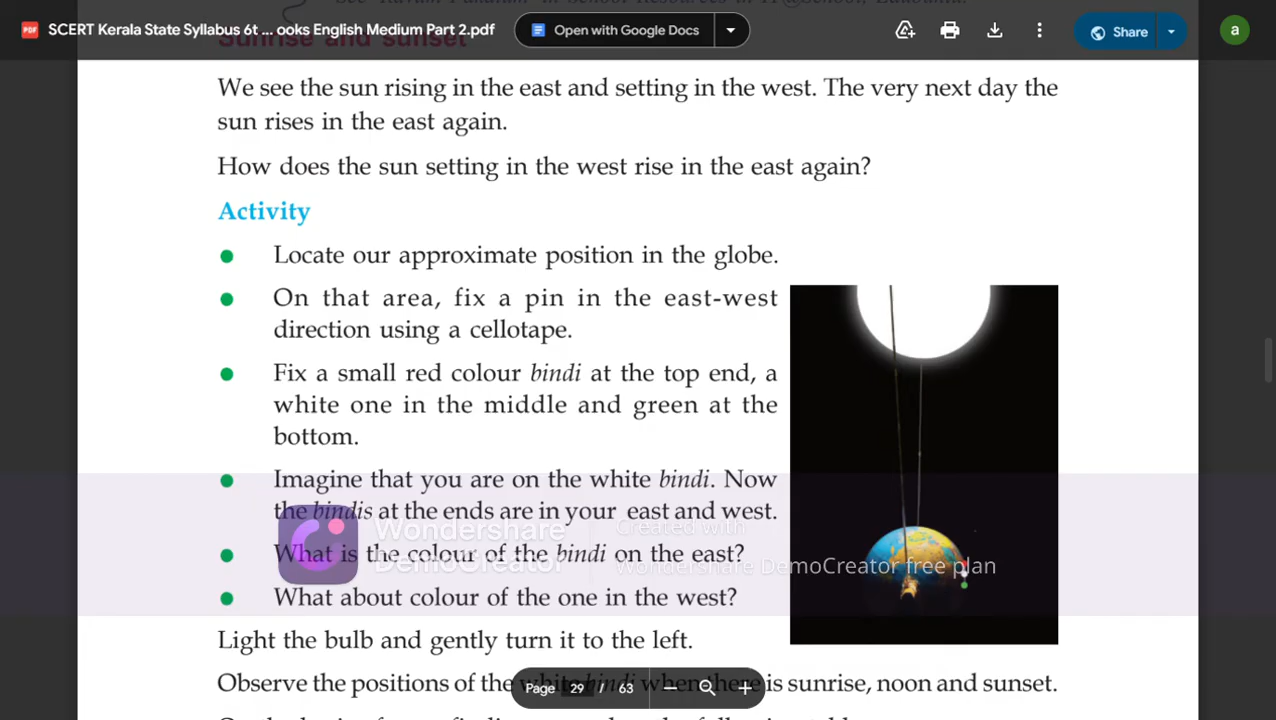 SCERT Kerala State Syllabus 6t ... ooks English Medium Part 2.pdf
Open with Google Docs
Share
a
Sunrise and sunset
We see the sun rising in the east and setting in the west. The very next day the
sun rises in the east again.
How does the sun setting in the west rise in the east again?
Activity
Locate our approximate position in the globe.
On that area, fix a pin in the east-west
direction using a cellotape.
Fix a small red colour bindi at the top end, a
white one in the middle and green at the
bottom.
Imagine that you are on the white bindi. Now
the bindis at the ends are in your east and west.
What is the colour of the bindi on the east?
What about colour of the one in the west?
Wondershare
DemoCreator
Created with
Wondershare DemoCreator free plan
Light the bulb and gently turn it to the left.
Observe the positions of the white bindi when there is sunrise, noon and sunset.
Page 29 / 63